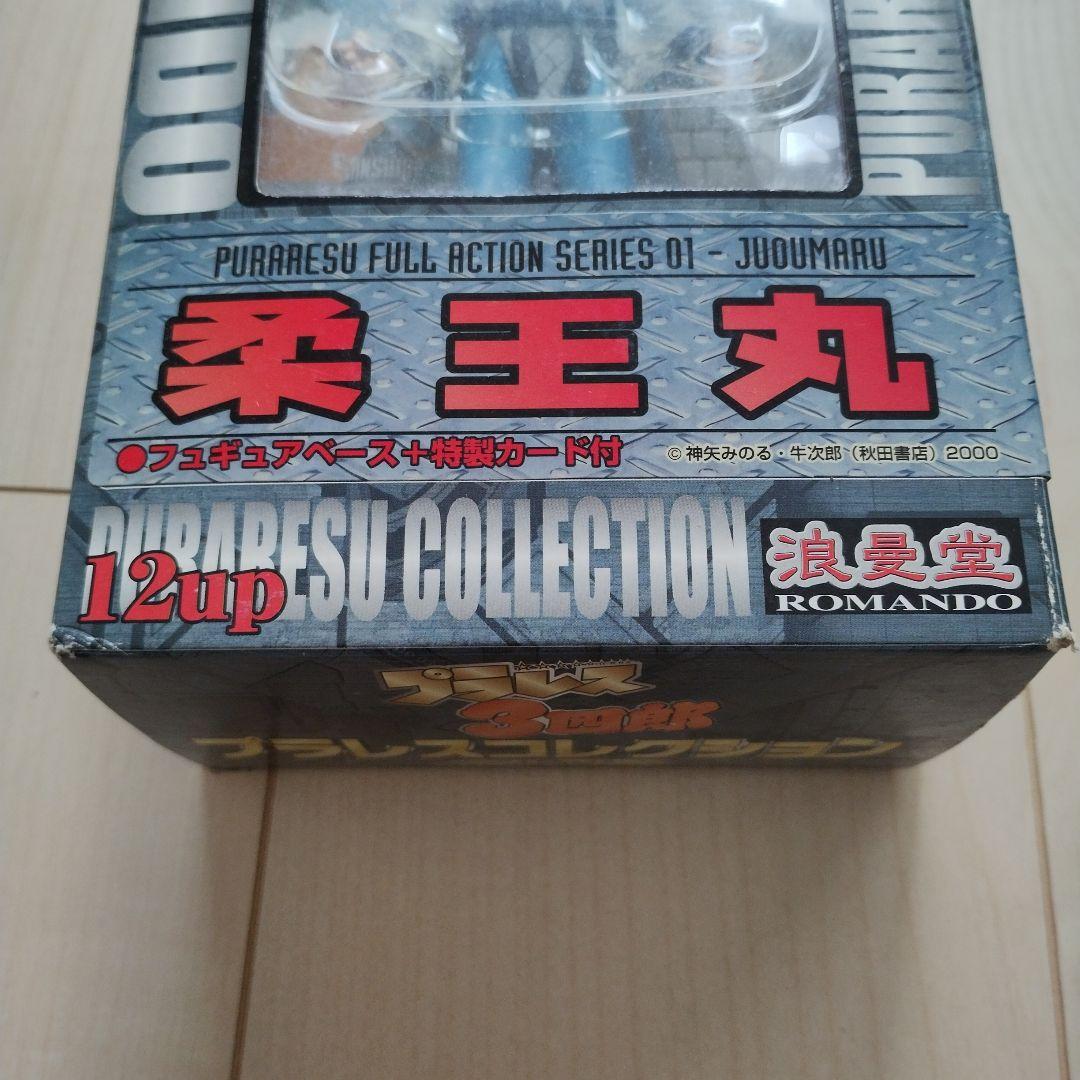 PURARESU FULL ACTION SERIES 01 - JUOUMARU
柔王丸
●フュギュアベース+特製カード付
©神矢みのる・牛次郎（秋田書店）2000
PURARESU COLLECTION
12up
浪曼堂
ROMANDO
プラレス
3四郎
プラレスコレクション